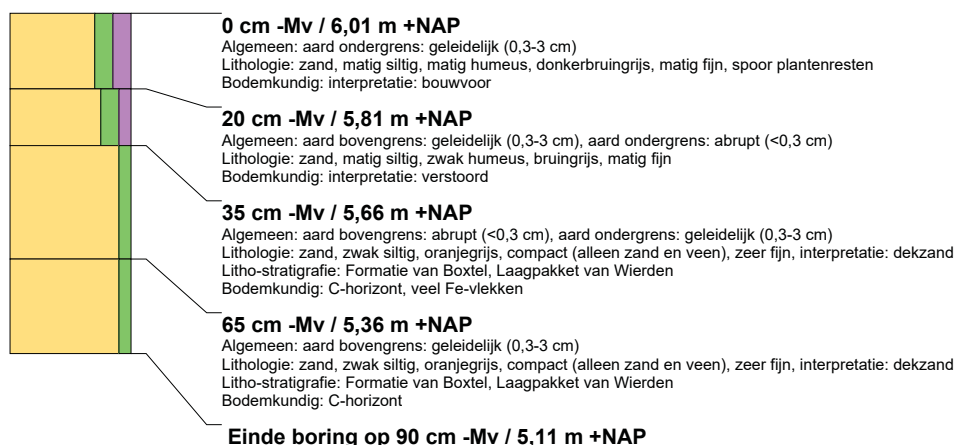 0 cm -Mv / 6,01 m +NAP
Algemeen: aard ondergrens: geleidelijk (0,3-3 cm)
Lithologie: zand, matig siltig, matig humeus, donkerbruingrijs, matig fijn, spoor plantenresten
Bodemkundig: interpretatie: bouwvoor
20 cm -Mv / 5,81 m +NAP
Algemeen: aard bovengrens: geleidelijk (0,3-3 cm), aard ondergrens: abrupt (<0,3 cm)
Lithologie: zand, matig siltig, zwak humeus, bruingrijs, matig fijn
Bodemkundig: interpretatie: verstoord
35 cm -Mv / 5,66 m +NAP
Algemeen: aard bovengrens: abrupt (<0,3 cm), aard ondergrens: geleidelijk (0,3-3 cm)
Lithologie: zand, zwak siltig, oranjegrijs, compact (alleen zand en veen), zeer fijn, interpretatie: dekzand
Litho-stratigrafie: Formatie van Boxtel, Laagpakket van Wierden
Bodemkundig: C-horizont, veel Fe-vlekken
65 cm -Mv / 5,36 m +NAP
Algemeen: aard bovengrens: geleidelijk (0,3-3 cm)
Lithologie: zand, zwak siltig, oranjegrijs, compact (alleen zand en veen), zeer fijn, interpretatie: dekzand
Litho-stratigrafie: Formatie van Boxtel, Laagpakket van Wierden
Bodemkundig: C-horizont
Einde boring op 90 cm -Mv / 5,11 m +NAP